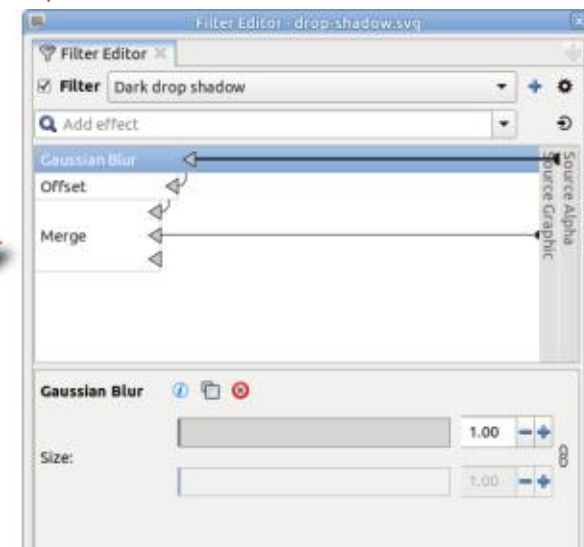 Filter Editor - drop-shadow.svg
Filter Editor
Filter Dark drop shadow
Add effect
Gaussian Blur
Offset
Merge
Source Graphic
Source Alpha
Gaussian Blur
1.00
Size:
1.00